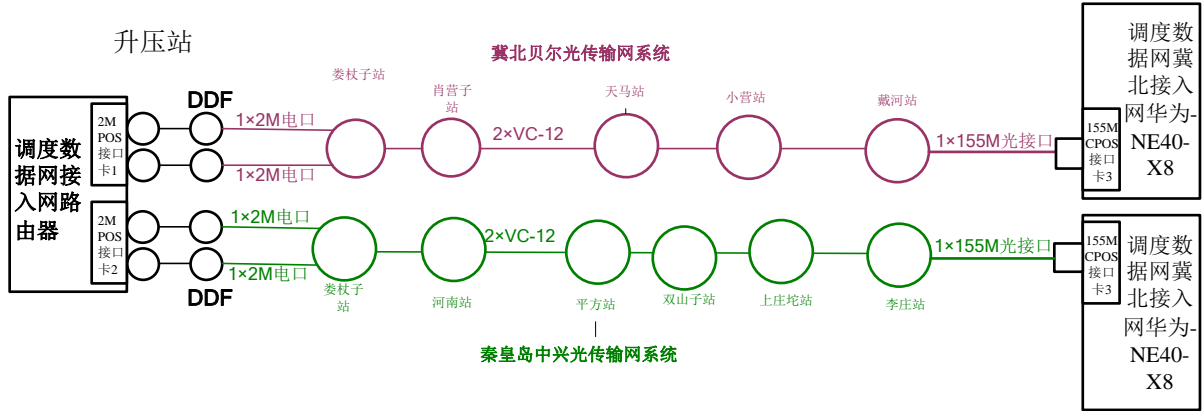 升压站
冀北贝尔光传输网系统
调度数
据网接
入网路
由器
2M
POS
接口
卡1
2M
POS
接口
卡2
DDF
DDF
1×2M电口
1×2M电口
1×2M电口
1×2M电口
娄杖子站
肖营子
站
2×VC-12
天马站
小营站
戴河站
1×155M光接口
155M
CPOS
接口
卡3
调度数
据网冀
北接入
网华为-
NE40-
X8
娄杖子
站
河南站
2×VC-12
平方站
双山子站
上庄坨站
李庄站
1×155M光接口
155M
CPOS
接口
卡3
调度数
据网冀
北接入
网华为-
NE40-
X8
秦皇岛中兴光传输网系统